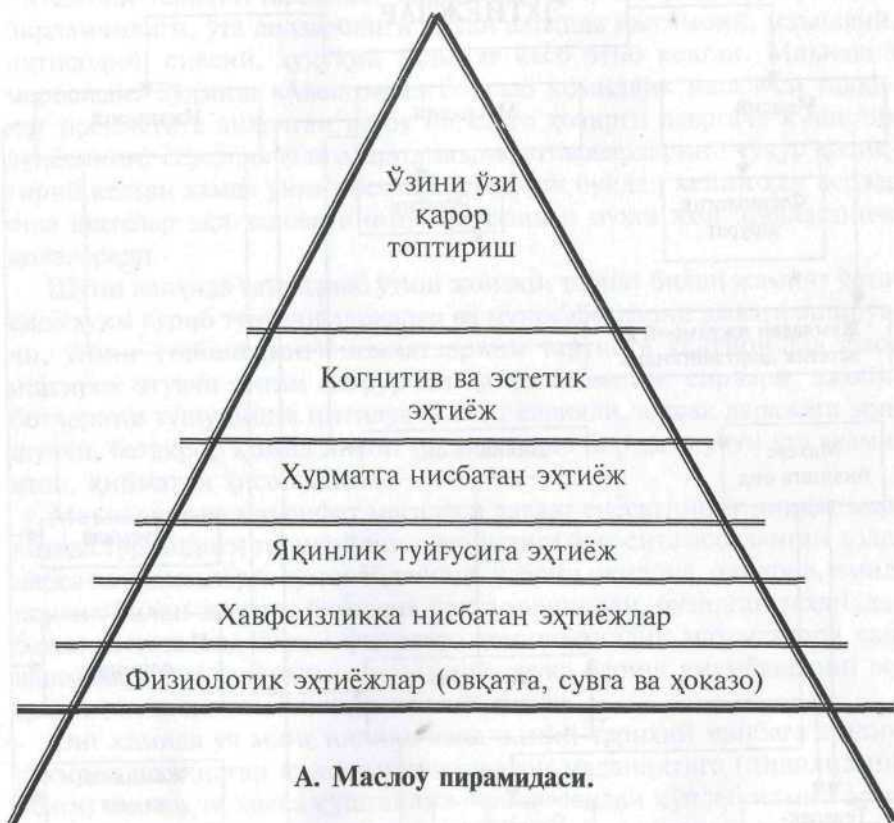 Ўзини ўзи
қарор
топтириш
Когнитив ва эстетик
эҳтиёж
Ҳурматга нисбатан эҳтиёж
Яқинлик туйғусига эҳтиёж
Хавфсизликка нисбатан эҳтиёжлар
Физиологик эҳтиёжлар (овқатга, сувга ва ҳоказо)
А. Маслоу пирамидаси.